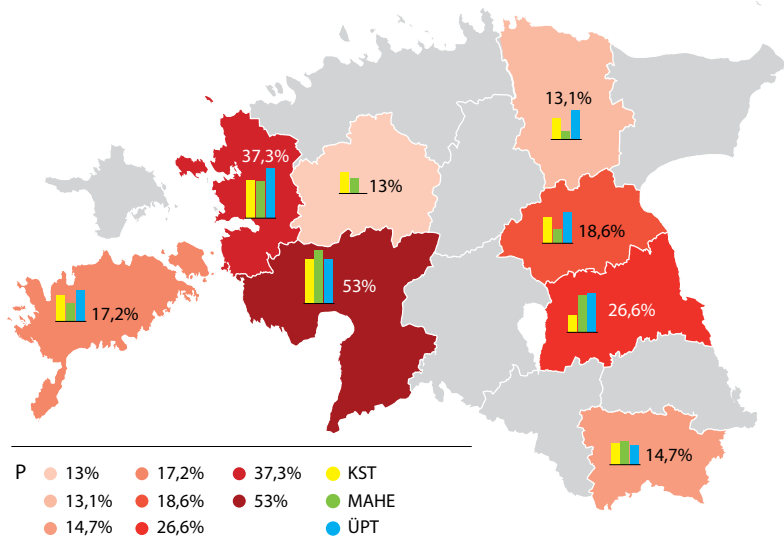 13,1%
37,3%
13%
18,6%
53%
26,6%
17,2%
14,7%
P 13% 17,2% 37,3% KST
13,1% 18,6% 53% MAHE
14,7% 26,6% ÜPT